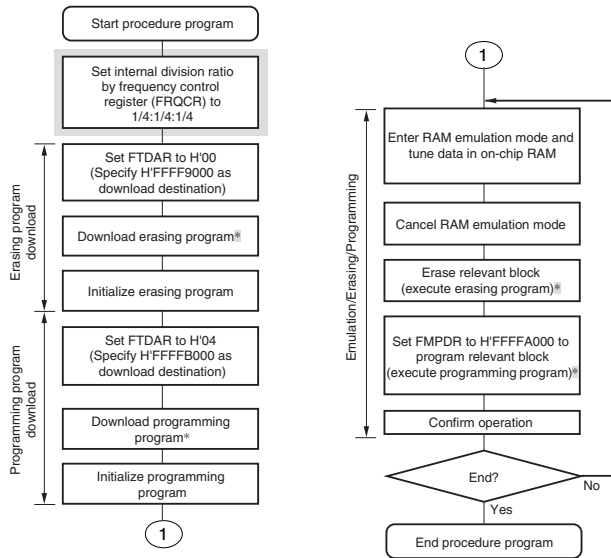 Start procedure program
Set internal division ratio
by frequency control
register (FRQCR) to
1/4:1/4:1/4
Erasing program
download
Set FTDAR to H'00
(Specify H'FFFF9000 as
download destination)
Download erasing program*
Initialize erasing program
Programming program
download
Set FTDAR to H'04
(Specify H'FFFFB000 as
download destination)
Download programming
program*
Initialize programming
program
1
1
Emulation/Erasing/Programming
Enter RAM emulation mode and
tune data in on-chip RAM
Cancel RAM emulation mode
Erase relevant block
(execute erasing program)*
Set FMPDR to H'FFFFA000 to
program relevant block
(execute programming program)*
Confirm operation
End?
No
Yes
End procedure program